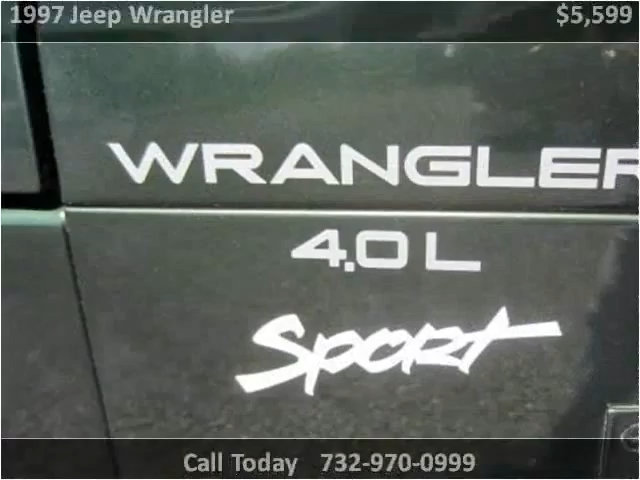 1997 Jeep Wrangler $5,599
WRANGLER
4.0 L
Sport
Call Today 732-970-0999